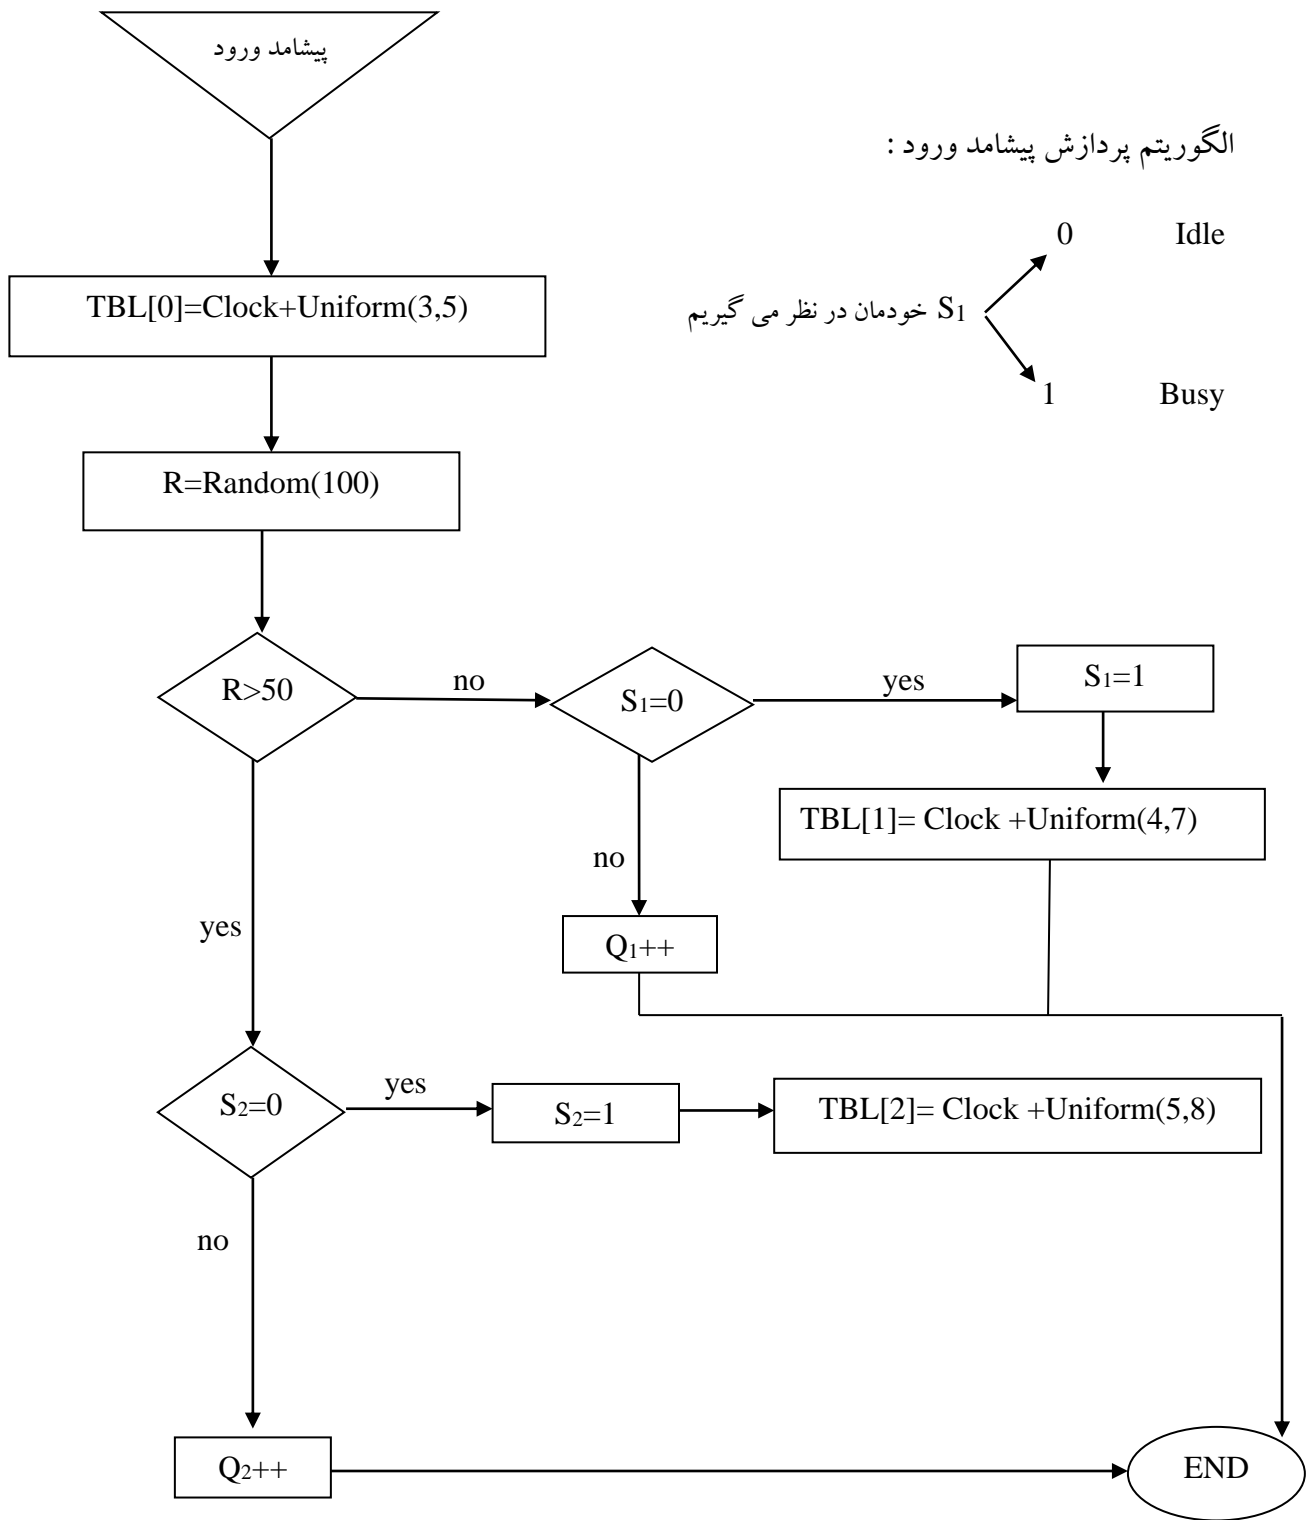 پیشامد ورود
الگوریتم پردازش پیشامد ورود :
0 Idle
S1 خودمان در نظر می گیریم
1 Busy
TBL[0]=Clock+Uniform(3,5)
R=Random(100)
R>50
no
S1=0
yes
S1=1
TBL[1]= Clock +Uniform(4,7)
no
Q1++
yes
S2=0
yes
S2=1
TBL[2]= Clock +Uniform(5,8)
no
Q2++
END